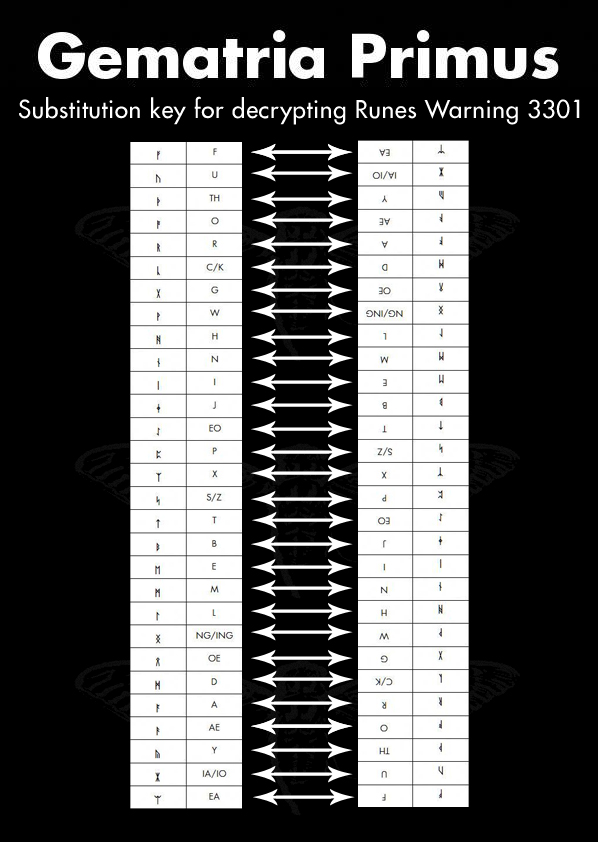 Gematria Primus
Substitution key for decrypting Runes Warning 3301
ᚠ F EA ᛠ
ᚢ U IA/IO ᛡ
ᚦ TH Y ᚣ
ᚩ O AE ᚫ
ᚱ R A ᚪ
ᚳ C/K D ᛞ
ᚷ G OE ᛟ
ᚹ W NG/ING ᛝ
ᚻ H L ᛚ
ᚾ N M ᛗ
ᛁ I E ᛖ
ᛄ J B ᛒ
ᛇ EO T ᛏ
ᛈ P S/Z ᛋ
ᛉ X X ᛉ
ᛋ S/Z P ᛈ
ᛏ T EO ᛇ
ᛒ B J ᛄ
ᛖ E I ᛁ
ᛗ M N ᚾ
ᛚ L H ᚻ
ᛝ NG/ING W ᚹ
ᛟ OE G ᚷ
ᛞ D C/K ᚳ
ᚪ A R ᚱ
ᚫ AE O ᚩ
ᚣ Y TH ᚦ
ᛡ IA/IO U ᚢ
ᛠ EA F ᚠ